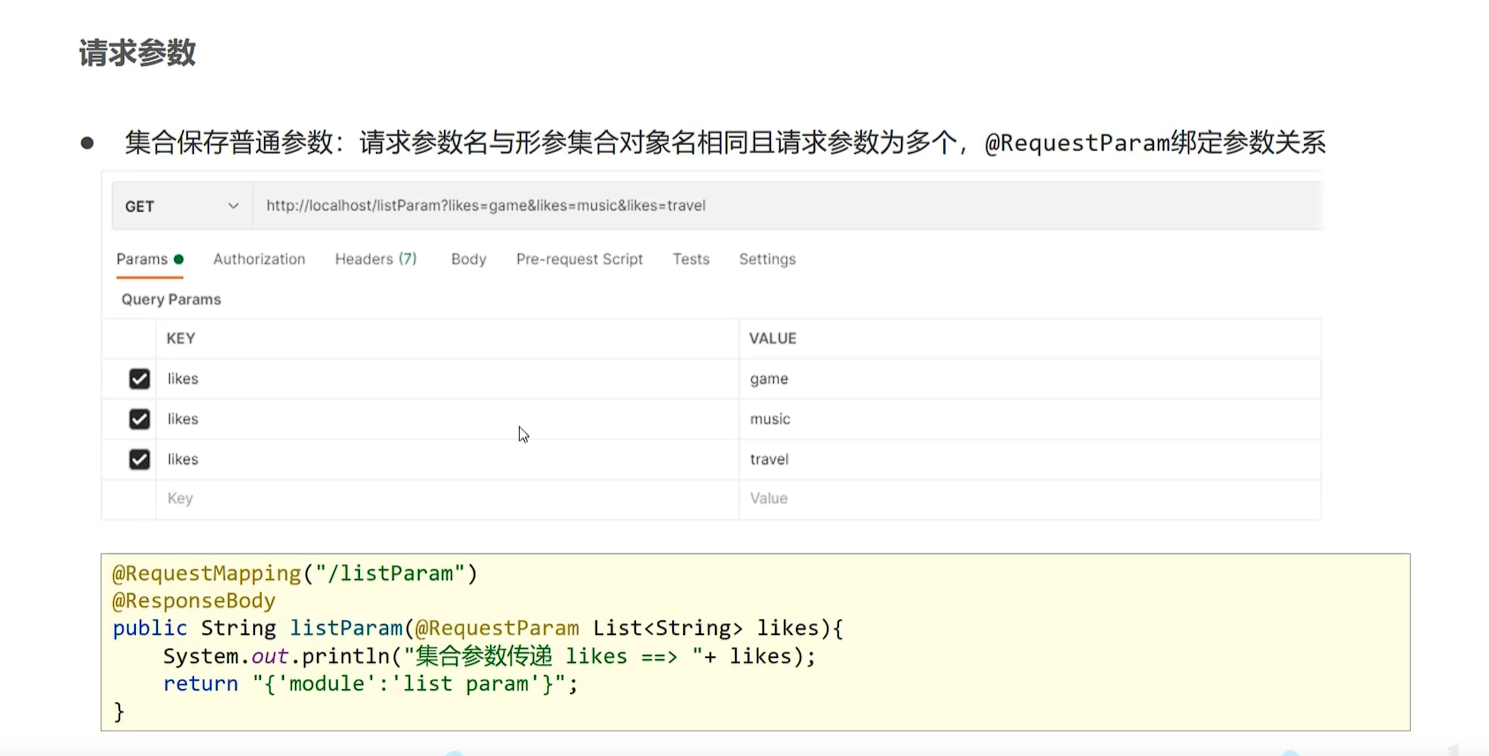 请求参数
● 集合保存普通参数：请求参数名与形参集合对象名相同且请求参数为多个，@RequestParam绑定参数关系
GET http://localhost/listParam?likes=game&likes=music&likes=travel
Params Authorization Headers (7) Body Pre-request Script Tests Settings
Query Params
KEY VALUE
likes game
likes music
likes travel
Key Value
@RequestMapping("/listParam")
@ResponseBody
public String listParam(@RequestParam List<String> likes){
    System.out.println("集合参数传递 likes ==> "+ likes);
    return "{'module':'list param'}";
}